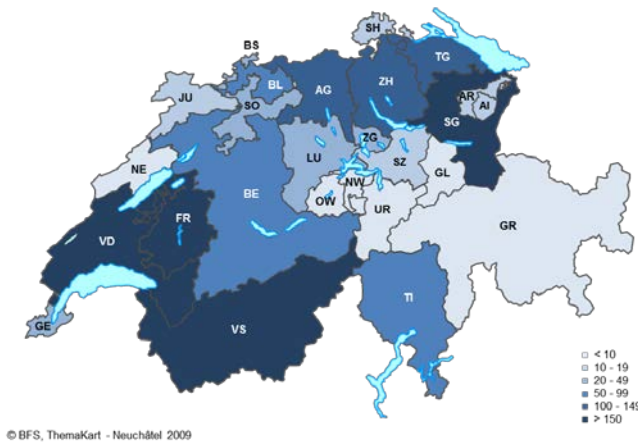 SH
BS
TG
BL
AG
ZH
JU
SO
AR
AI
SG
ZG
LU
SZ
NE
GL
NW
BE
OW
UR
FR
VD
GR
TI
GE
VS
< 10
10 - 19
20 - 49
50 - 99
100 - 149
> 150
© BFS, ThemaKart - Neuchâtel 2009